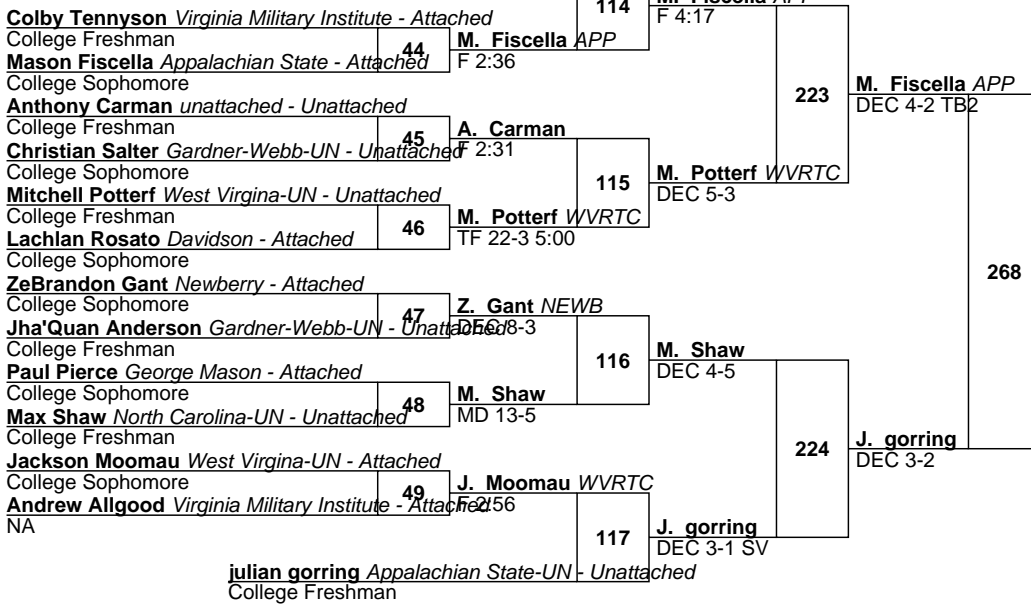 114
M. Fiscella APP
F 4:17
Colby Tennyson Virginia Military Institute - Attached
College Freshman
44
M. Fiscella APP
F 2:36
Mason Fiscella Appalachian State - Attached
College Sophomore
223
M. Fiscella APP
DEC 4-2 TB2
Anthony Carman unattached - Unattached
College Freshman
45
A. Carman
F 2:31
Christian Salter Gardner-Webb-UN - Unattached
College Sophomore
115
M. Potterf WVRTC
DEC 5-3
Mitchell Potterf West Virgina-UN - Unattached
College Freshman
46
M. Potterf WVRTC
TF 22-3 5:00
Lachlan Rosato Davidson - Attached
College Sophomore
268
ZeBrandon Gant Newberry - Attached
College Sophomore
47
Z. Gant NEWB
DEC 8-3
Jha'Quan Anderson Gardner-Webb-UN - Unattached
College Freshman
116
M. Shaw
DEC 4-5
Paul Pierce George Mason - Attached
College Sophomore
48
M. Shaw
MD 13-5
Max Shaw North Carolina-UN - Unattached
College Freshman
224
J. gorring
DEC 3-2
Jackson Moomau West Virgina-UN - Attached
College Sophomore
49
J. Moomau WVRTC
F 2:56
Andrew Allgood Virginia Military Institute - Attached
NA
117
J. gorring
DEC 3-1 SV
julian gorring Appalachian State-UN - Unattached
College Freshman